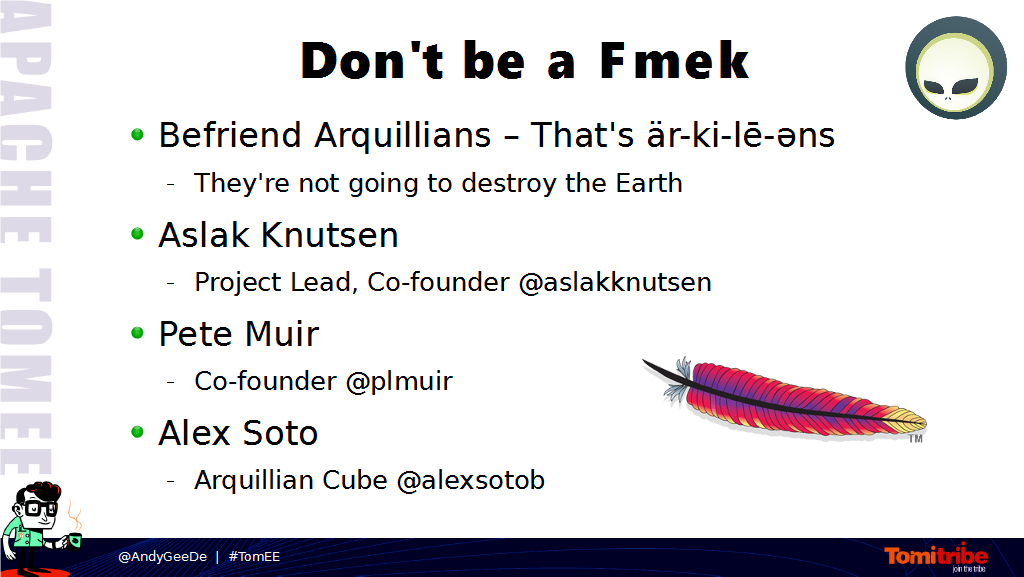 Don't be a Fmek
Befriend Arquillians – That's är-ki-lē-əns
- They're not going to destroy the Earth
Aslak Knutsen
- Project Lead, Co-founder @aslakknutsen
Pete Muir
- Co-founder @plmuir
Alex Soto
- Arquillian Cube @alexsotob
APACHE TOMEE
TM
@AndyGeeDe | #TomEE
Tomitribe
join the tribe